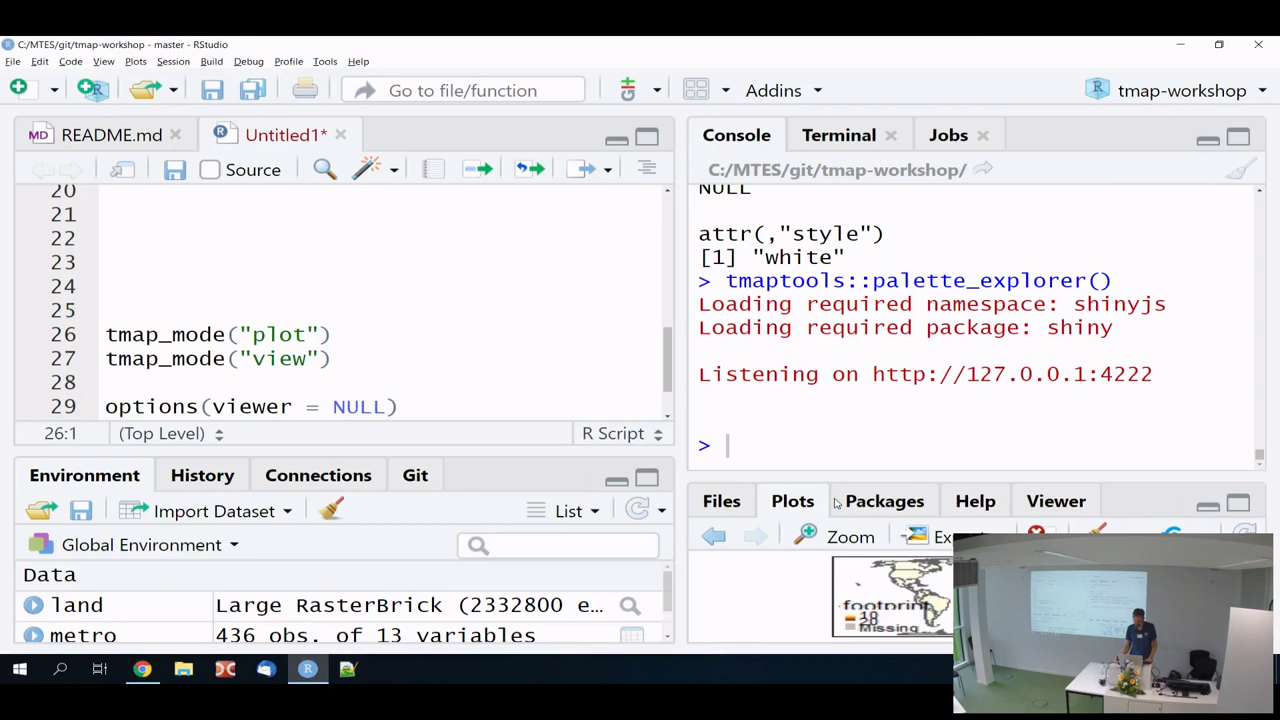 C:/MTES/git/tmap-workshop - master - RStudio
File Edit Code View Plots Session Build Debug Profile Tools Help
Go to file/function
Addins
tmap-workshop
README.md
Untitled1*
Source
20
21
22
23
24
25
26 tmap_mode("plot")
27 tmap_mode("view")
28
29 options(viewer = NULL)
26:1 (Top Level) R Script
Environment History Connections Git
Import Dataset List
Global Environment
Data
land Large RasterBrick (2332800 e...
metro 436 obs. of 13 variables
Console Terminal Jobs
C:/MTES/git/tmap-workshop/
NULL
attr(,"style")
[1] "white"
> tmaptools::palette_explorer()
Loading required namespace: shinyjs
Loading required package: shiny
Listening on http://127.0.0.1:4222
>
Files Plots Packages Help Viewer
Zoom Ex
footprint
10
20
Missing